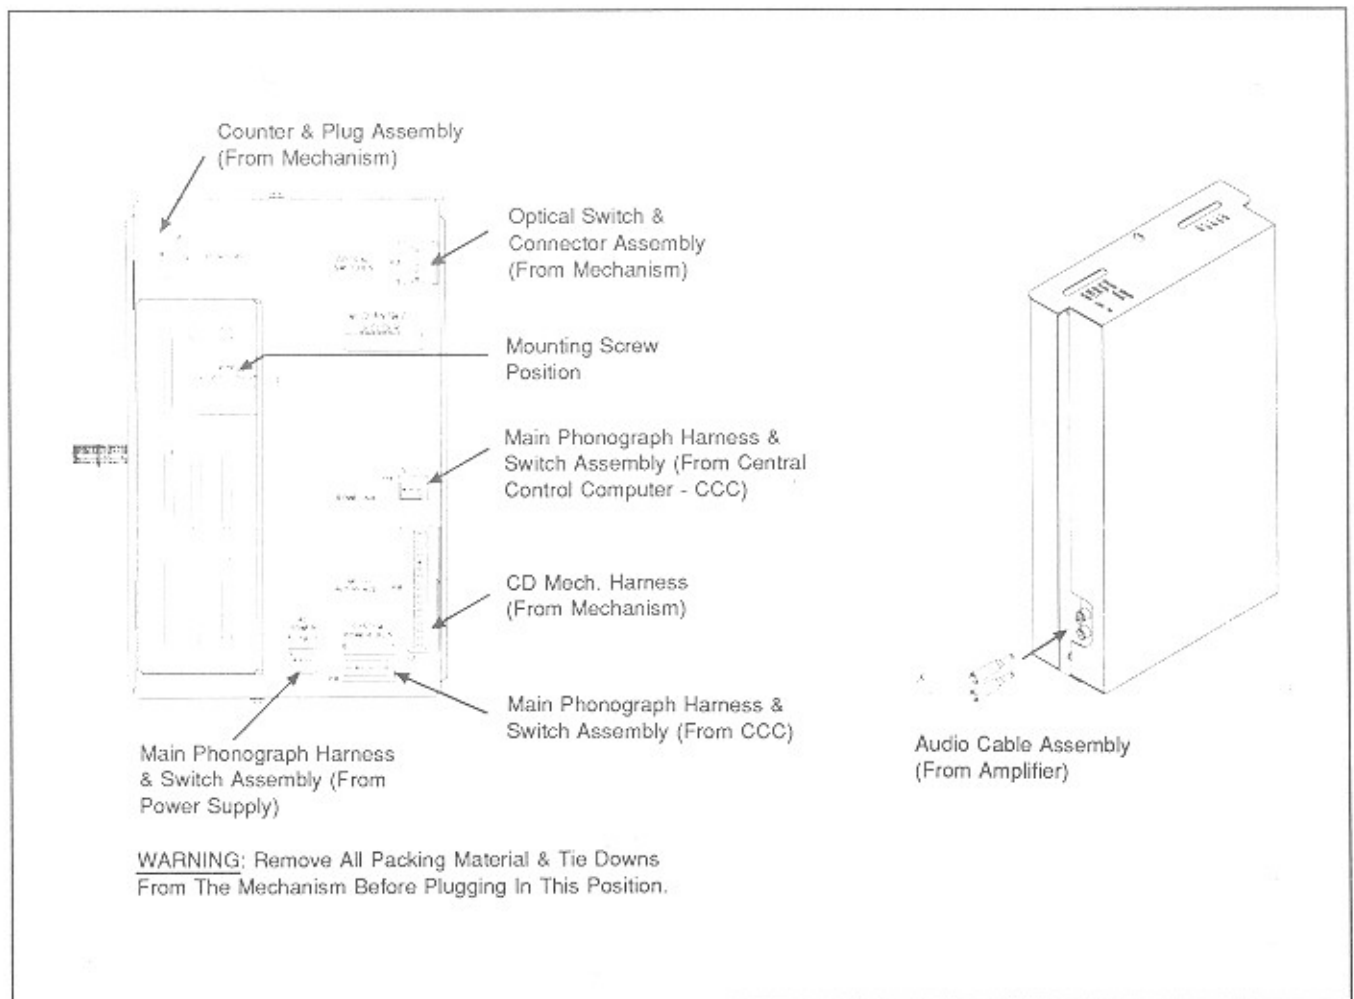 Counter & Plug Assembly
(From Mechanism)
Optical Switch &
Connector Assembly
(From Mechanism)
Mounting Screw
Position
Main Phonograph Harness &
Switch Assembly (From Central
Control Computer - CCC)
CD Mech. Harness
(From Mechanism)
Main Phonograph Harness &
Switch Assembly (From CCC)
Main Phonograph Harness
& Switch Assembly (From
Power Supply)
Audio Cable Assembly
(From Amplifier)
WARNING: Remove All Packing Material & Tie Downs
From The Mechanism Before Plugging In This Position.